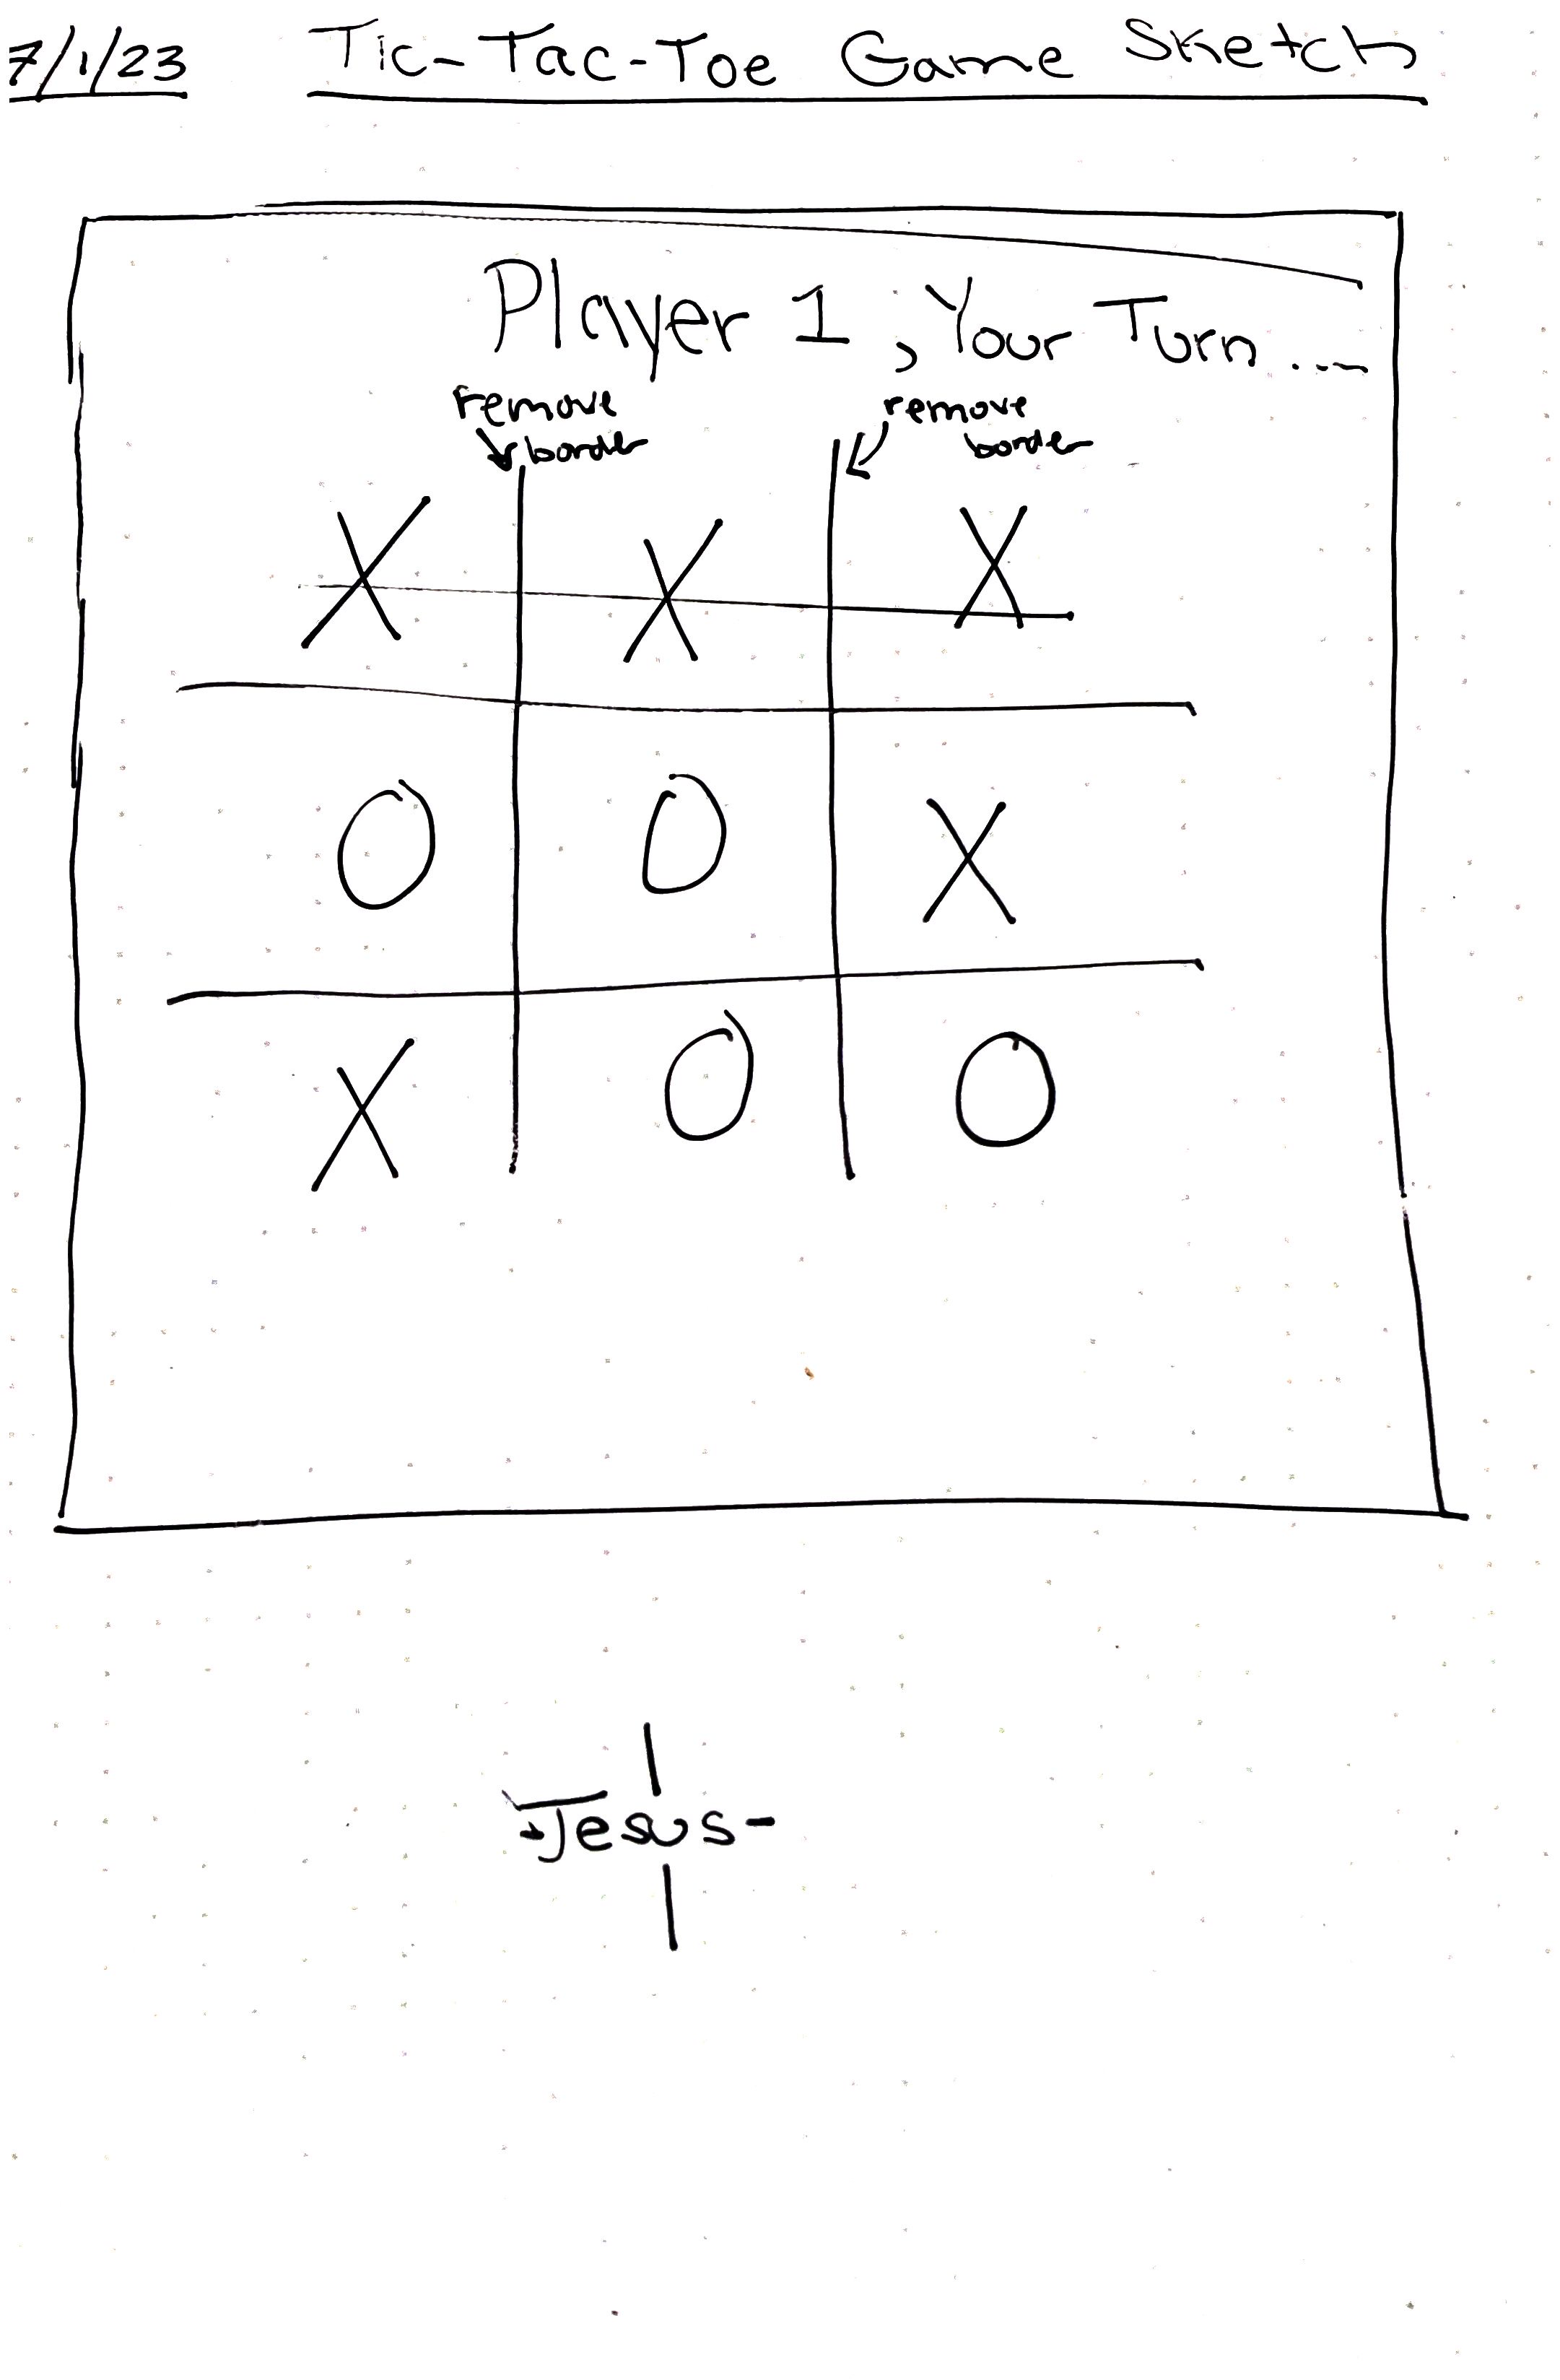 7/1/23 Tic-Tac-Toe Game Sketch
Player 1, Your Turn....
remove border
remove border
X X X
O O X
X O O
Jesus